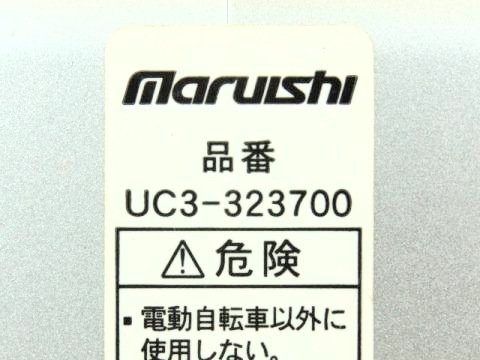 maruishi
品番
UC3-323700
⚠危険
▪電動自転車以外に
使用しない。